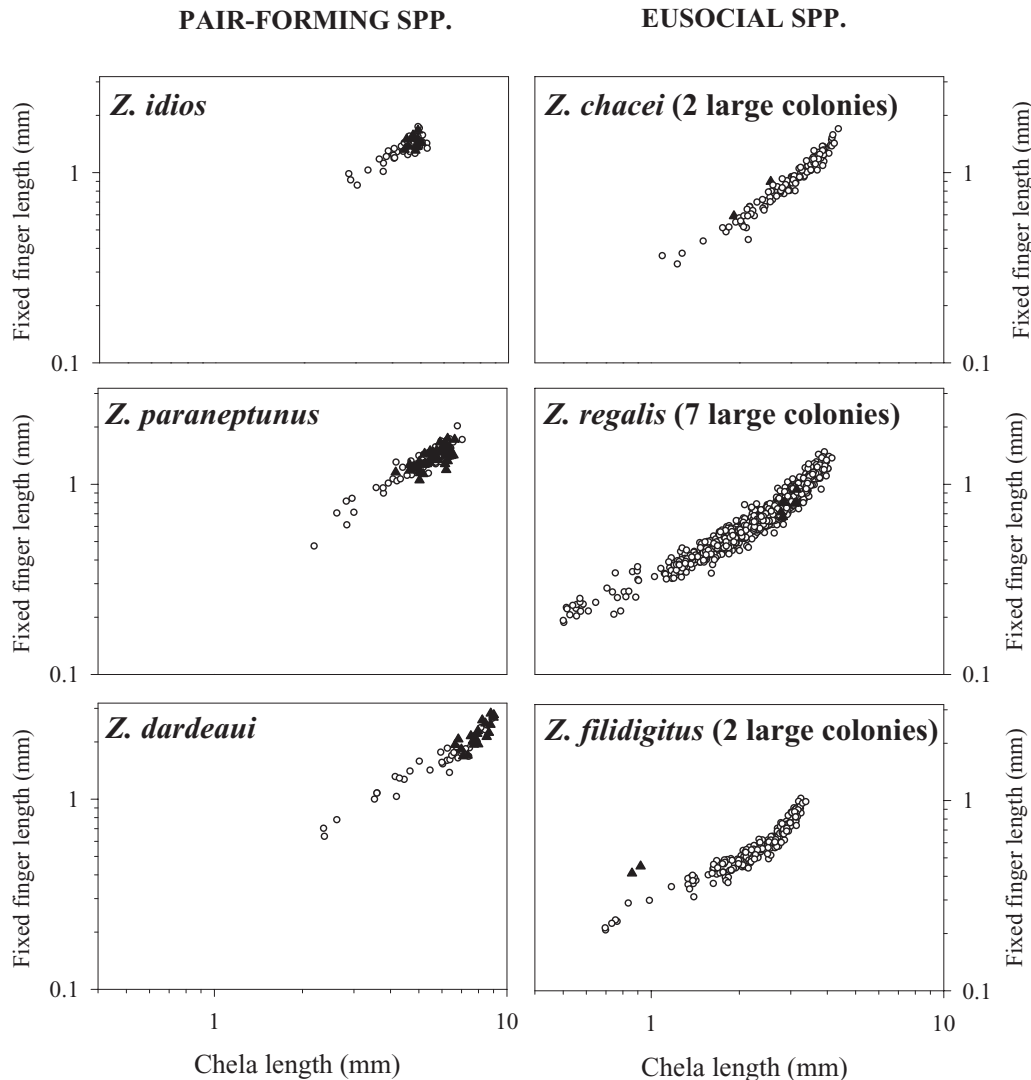 PAIR-FORMING SPP.
EUSOCIAL SPP.
Z. idios
Fixed finger length (mm)
1
0.1
Z. chacei (2 large colonies)
1
0.1
Fixed finger length (mm)
Z. paraneptunus
Fixed finger length (mm)
1
0.1
Z. regalis (7 large colonies)
1
0.1
Fixed finger length (mm)
Z. dardeaui
Fixed finger length (mm)
1
0.1
1
10
Chela length (mm)
Z. filidigitus (2 large colonies)
1
0.1
Fixed finger length (mm)
1
10
Chela length (mm)